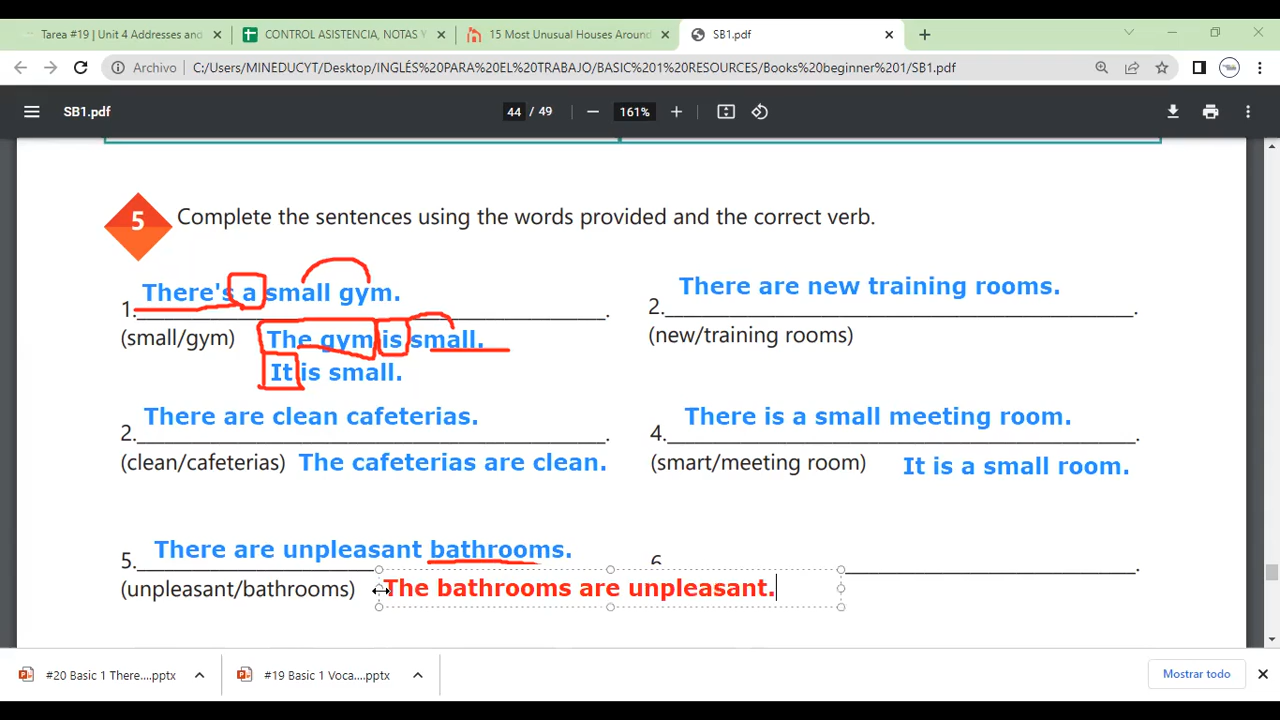 Tarea #19 | Unit 4 Addresses and
CONTROL ASISTENCIA, NOTAS
15 Most Unusual Houses Around
SB1.pdf
Archivo
C:/Users/MINEDUCYT/Desktop/INGLÉS%20PARA%20EL%20TRABAJO/BASIC%201%20RESOURCES/Books%20beginner%201/SB1.pdf
SB1.pdf
44 / 49
161%
5
Complete the sentences using the words provided and the correct verb.
There's a small gym.
1.
(small/gym)
The gym is small.
It is small.
There are new training rooms.
2.
(new/training rooms)
There are clean cafeterias.
2.
(clean/cafeterias)
The cafeterias are clean.
There is a small meeting room.
4.
(smart/meeting room)
It is a small room.
There are unpleasant bathrooms.
5.
(unpleasant/bathrooms)
The bathrooms are unpleasant.
6
#20 Basic 1 There....pptx
#19 Basic 1 Voca....pptx
Mostrar todo